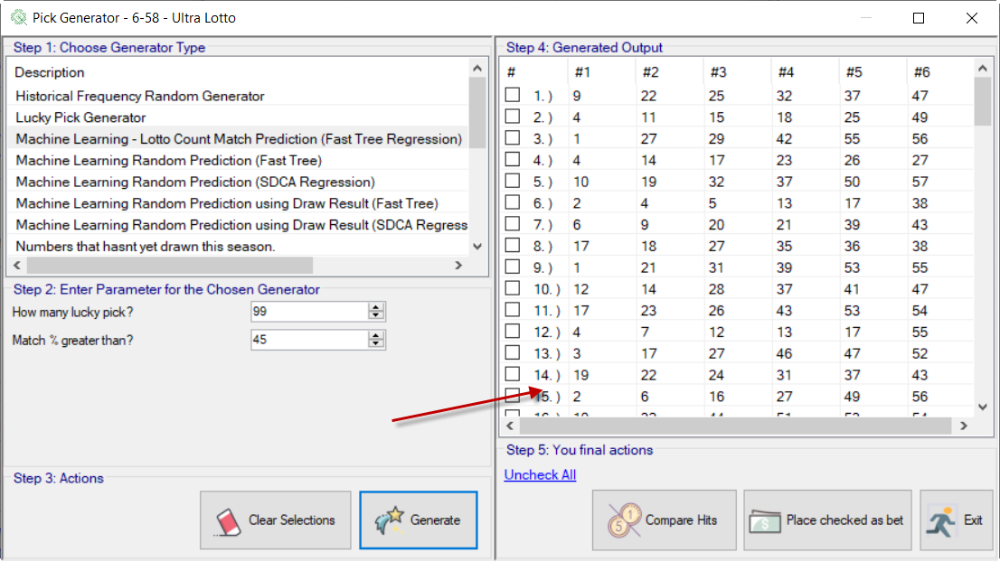 Pick Generator - 6-58 - Ultra Lotto
Step 1: Choose Generator Type
Description
Historical Frequency Random Generator
Lucky Pick Generator
Machine Learning - Lotto Count Match Prediction (Fast Tree Regression)
Machine Learning Random Prediction (Fast Tree)
Machine Learning Random Prediction (SDCA Regression)
Machine Learning Random Prediction using Draw Result (Fast Tree)
Machine Learning Random Prediction using Draw Result (SDCA Regress
Numbers that hasnt yet drawn this season.
Step 2: Enter Parameter for the Chosen Generator
How many lucky pick? 99
Match % greater than? 45
Step 3: Actions
Clear Selections Generate
Step 4: Generated Output
# #1 #2 #3 #4 #5 #6
1. ) 9 22 25 32 37 47
2. ) 4 11 15 18 25 49
3. ) 1 27 29 42 55 56
4. ) 4 14 17 23 26 27
5. ) 10 19 32 37 50 57
6. ) 2 4 5 13 17 38
7. ) 6 9 20 21 39 43
8. ) 17 18 27 35 36 38
9. ) 1 21 31 39 53 55
10. ) 12 14 28 37 41 47
11. ) 17 23 26 43 53 54
12. ) 4 7 12 13 17 55
13. ) 3 17 27 46 47 52
14. ) 19 22 24 31 37 43
15. ) 2 6 16 27 49 56
Step 5: You final actions
Uncheck All
Compare Hits Place checked as bet Exit